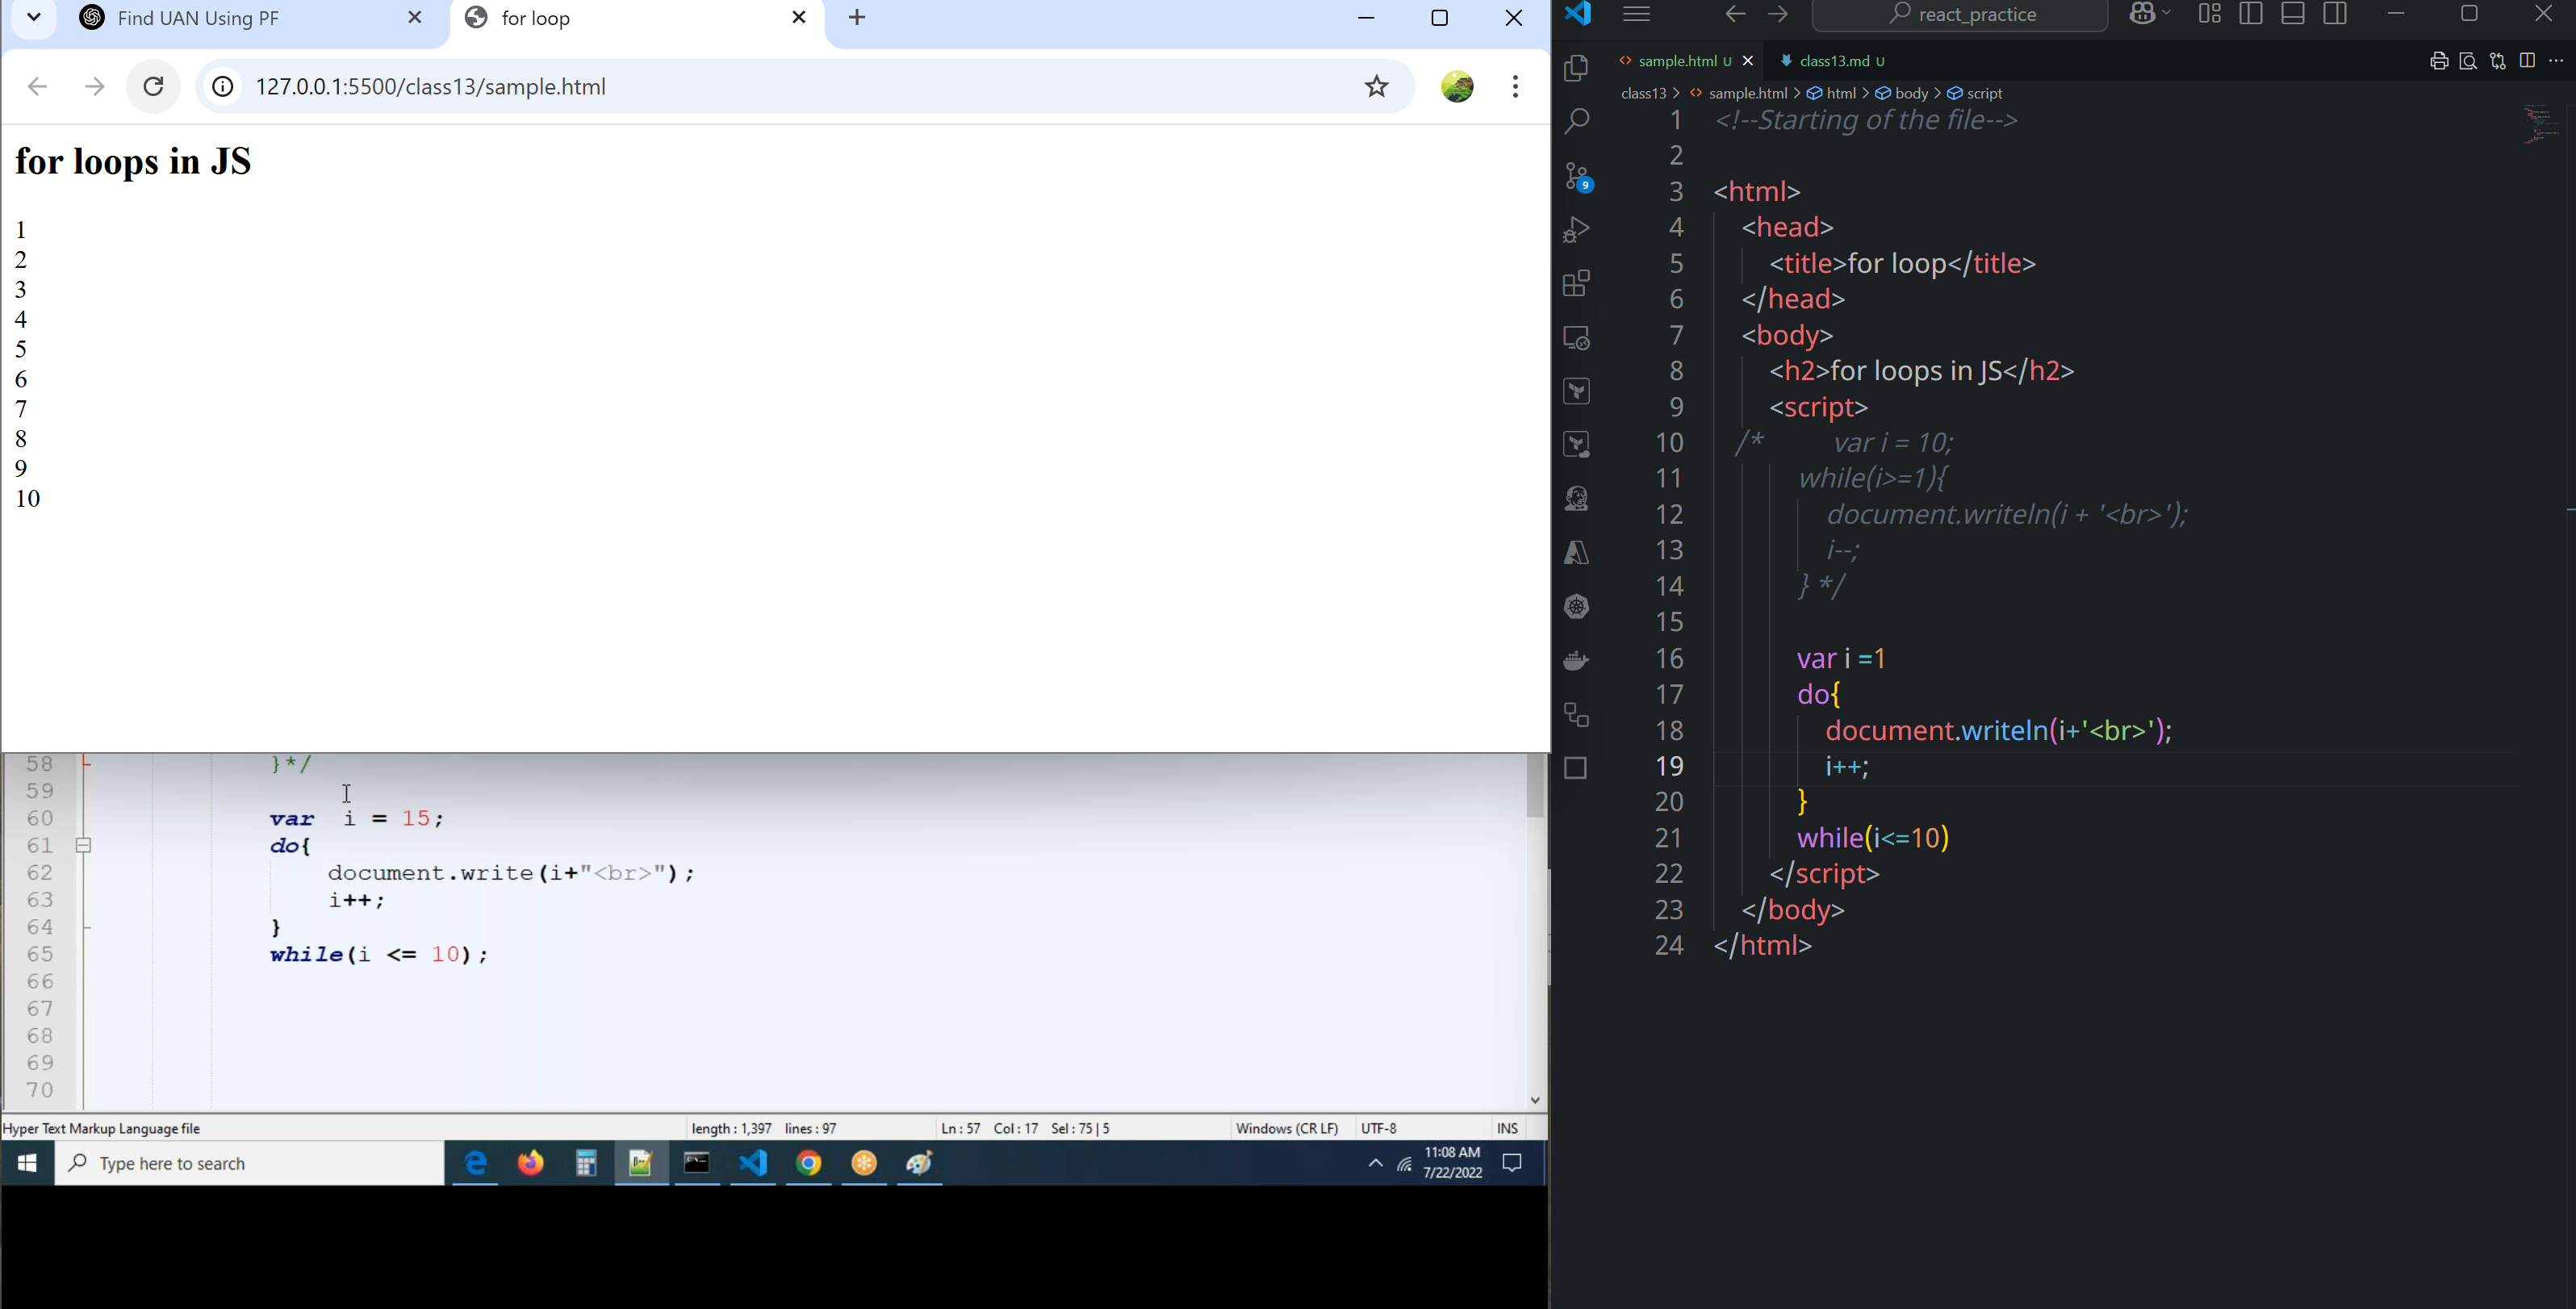 Find UAN Using PF
for loop
127.0.0.1:5500/class13/sample.html
for loops in JS
1
2
3
4
5
6
7
8
9
10
58 }*/
59
60 var i = 15;
61 do{
62 document.write(i+"<br>");
63 i++;
64 }
65 while(i <= 10);
66
67
68
69
70
Hyper Text Markup Language file length : 1,397 lines : 97 Ln : 57 Col : 17 Sel : 75 | 5 Windows (CR LF) UTF-8 INS
Type here to search
11:08 AM
7/22/2022
react_practice
sample.html U class13.md U
class13 > sample.html > html > body > script
9
1 <!--Starting of the file-->
2
3 <html>
4 <head>
5 <title>for loop</title>
6 </head>
7 <body>
8 <h2>for loops in JS</h2>
9 <script>
10 /* var i = 10;
11 while(i>=1){
12 document.writeln(i + '<br>');
13 i--;
14 } */
15
16 var i =1
17 do{
18 document.writeln(i+'<br>');
19 i++;
20 }
21 while(i<=10)
22 </script>
23 </body>
24 </html>